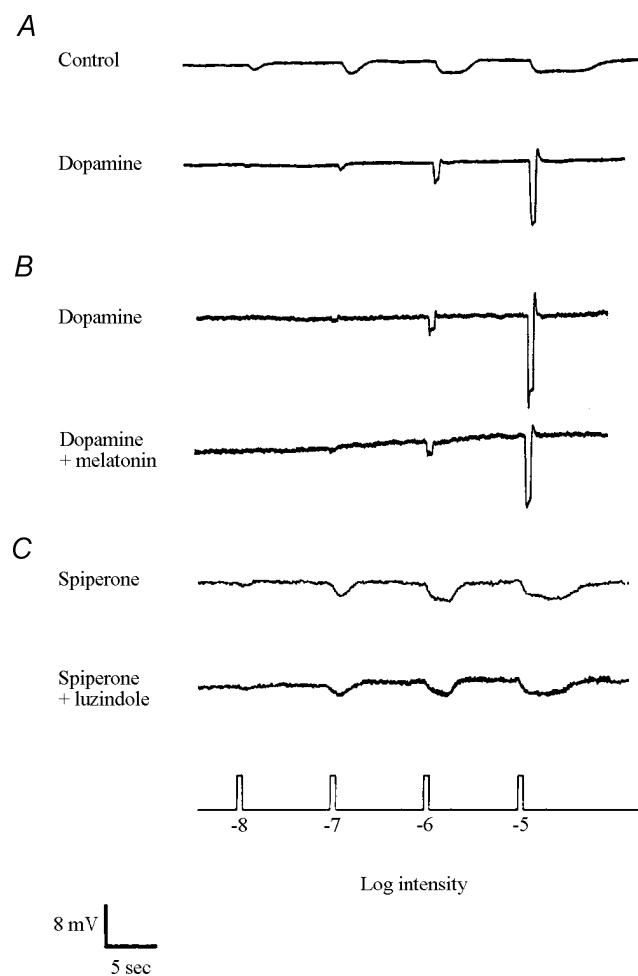 A
Control
Dopamine
B
Dopamine
Dopamine
+ melatonin
C
Spiperone
Spiperone
+ luzindole
-8 -7 -6 -5
Log intensity
8 mV
5 sec